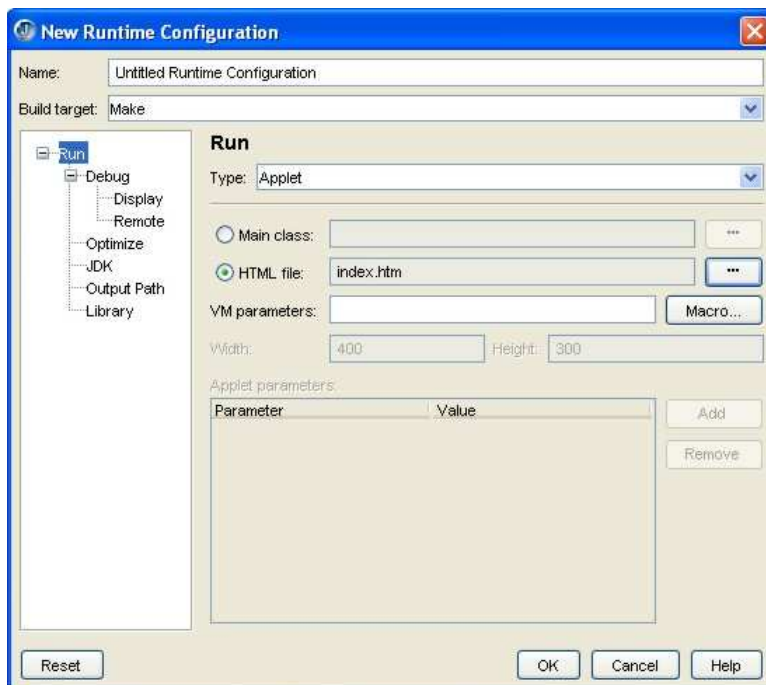 New Runtime Configuration
Name: Untitled Runtime Configuration
Build target: Make
Run
Debug
Display
Remote
Optimize
JDK
Output Path
Library
Run
Type: Applet
Main class: ...
HTML file: index.htm ...
VM parameters: Macro...
Width: 400 Height: 300
Applet parameters
Parameter Value
Add
Remove
Reset OK Cancel Help